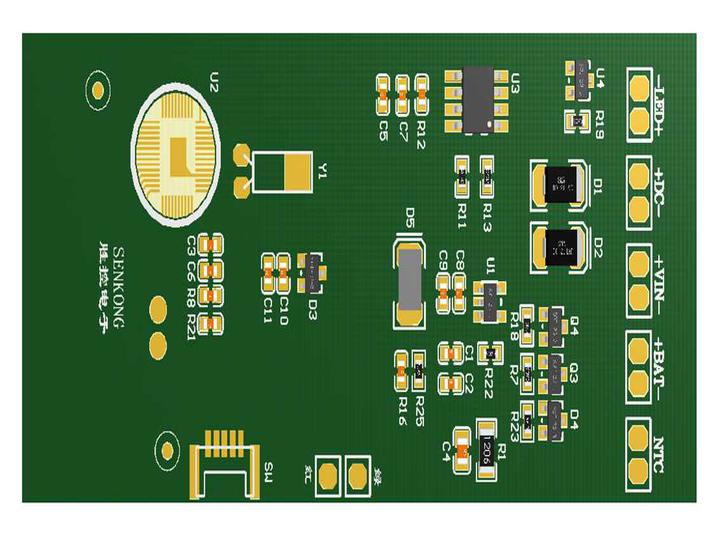 U2
U3
U4
-LED+
C5
C7
R12
R19
Y1
R11
R13
D1
+DC-
D5
D2
C3
C6
R8
R21
SENKONG
C11
C10
D3
C9
C8
U1
+VIN-
R18
Q4
C1
C2
R22
R7
Q3
+BAT-
R16
R25
R23
D4
C4
R1
1206
NTC
SW
红
绿